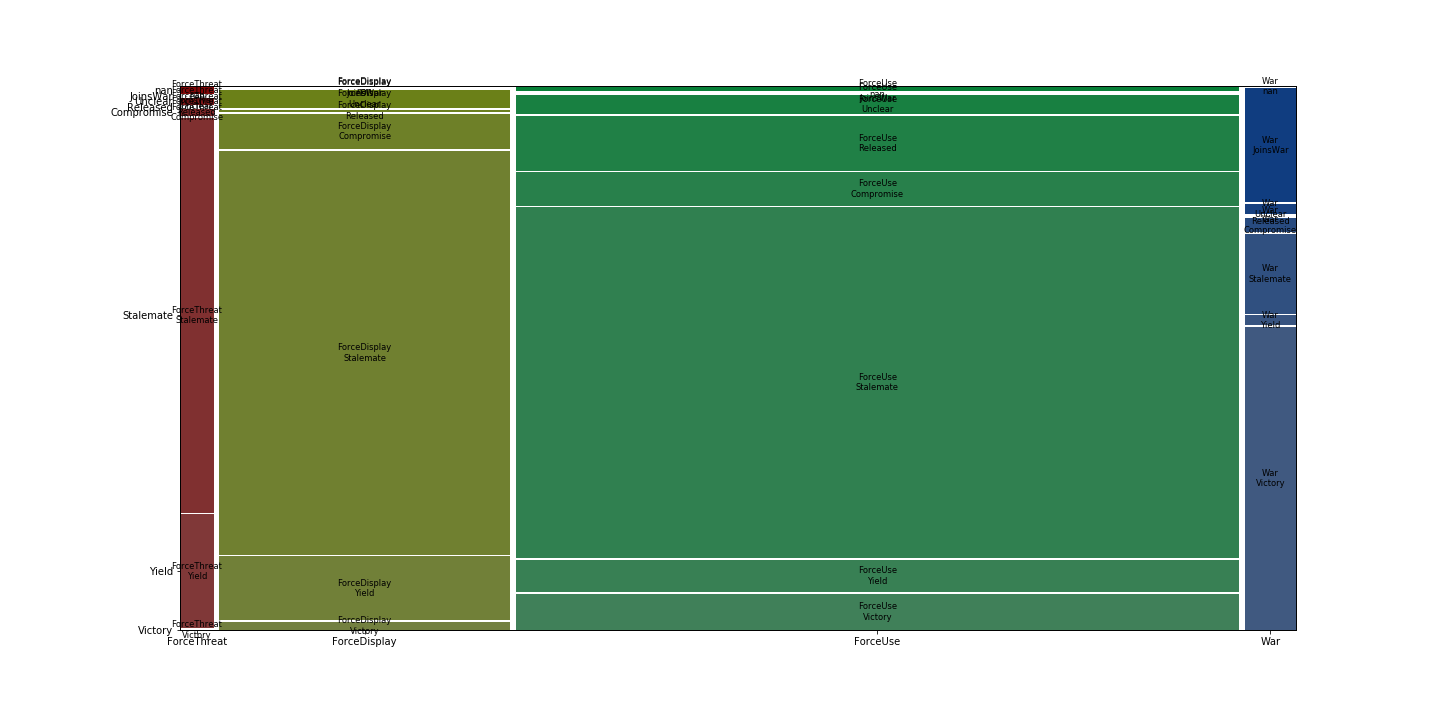 nan
JoinsWar
Unclear
Released
Compromise
Stalemate
Yield
Victory
ForceThreat
Compromise
ForceThreat
Stalemate
ForceThreat
Yield
ForceThreat
Victory
ForceDisplay
ForceDisplay
Unclear
ForceDisplay
Released
ForceDisplay
Compromise
ForceDisplay
Stalemate
ForceDisplay
Yield
ForceDisplay
Victory
ForceUse
nan
ForceUse
Unclear
ForceUse
Released
ForceUse
Compromise
ForceUse
Stalemate
ForceUse
Yield
ForceUse
Victory
War
nan
War
JoinsWar
War
Unclear
War
Released
Compromise
War
Stalemate
War
Yield
War
Victory
ForceThreat
ForceDisplay
ForceUse
War